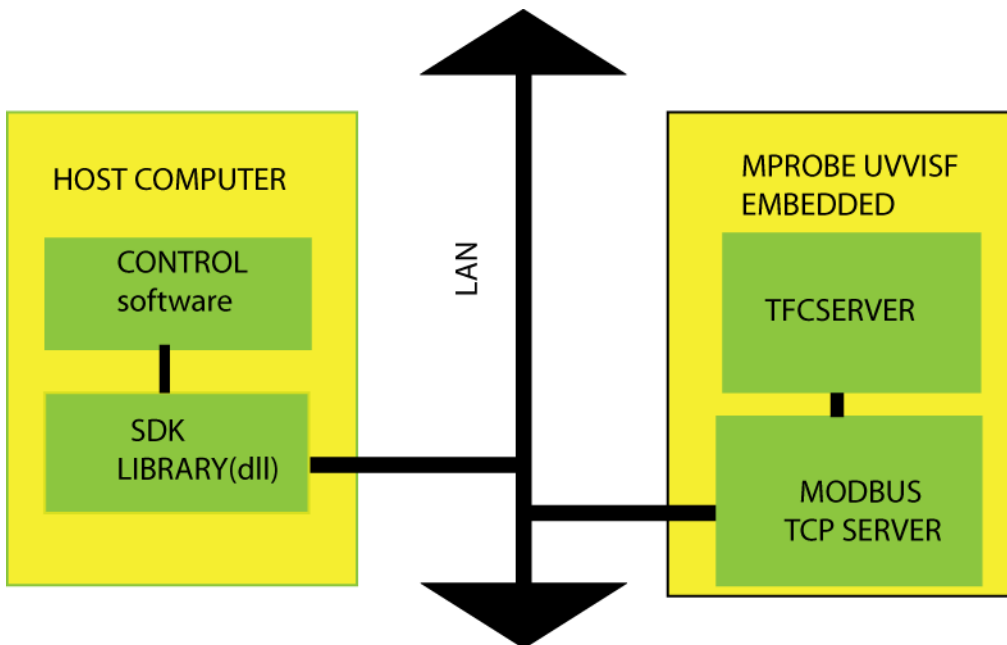 HOST COMPUTER
CONTROL
software
SDK
LIBRARY(dll)
LAN
MPROBE UVVISF
EMBEDDED
TFCSERVER
MODBUS
TCP SERVER